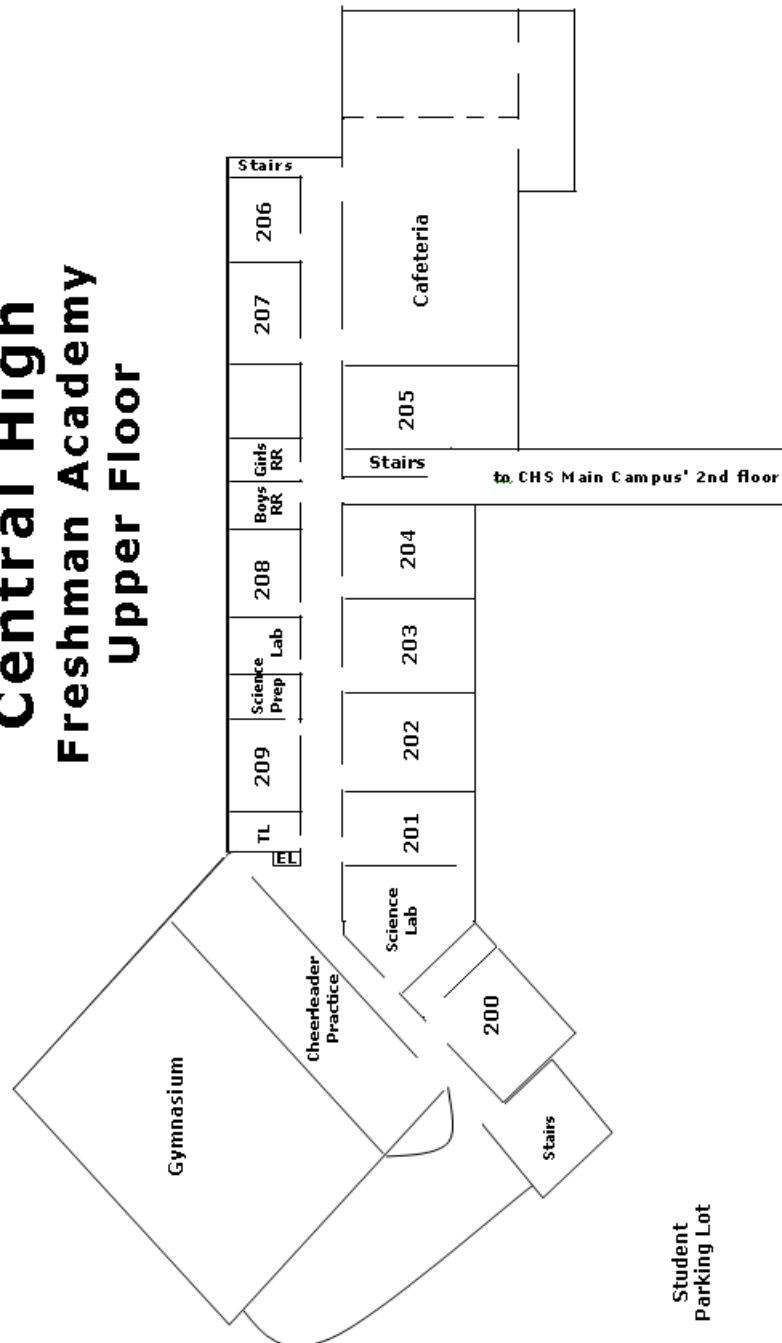 Central High
Freshman Academy
Upper Floor
Stairs
206
207
Girls
RR
Boys
RR
208
Lab
Science
Prep
209
TL
EL
Cafeteria
205
Stairs
to CHS Main Campus' 2nd floor
204
203
202
201
Science
Lab
200
Cheerleader
Practice
Gymnasium
Stairs
Student
Parking Lot